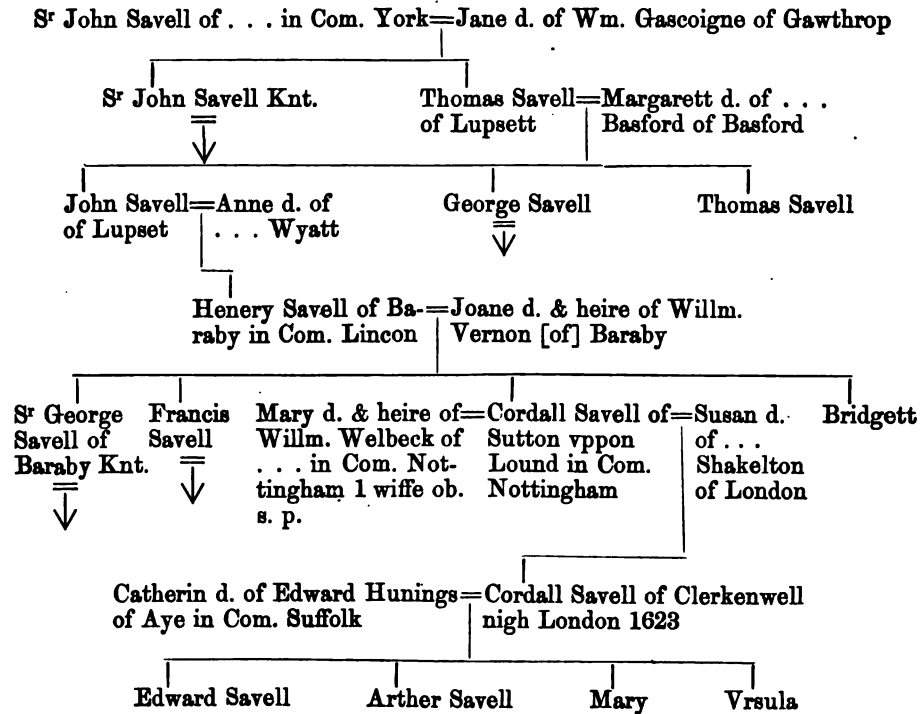 Sr John Savell of . . . in Com. York=Jane d. of Wm. Gascoigne of Gawthrop
Sr John Savell Knt.
Thomas Savell=Margarett d. of . . .
of Lupsett Basford of Basford
John Savell=Anne d. of
of Lupset . . . Wyatt
George Savell
Thomas Savell
Henery Savell of Ba-=Joane d. & heire of Willm.
raby in Com. Lincon Vernon [of] Baraby
Sr George
Savell of
Baraby Knt.
Francis
Savell
Mary d. & heire of=
Willm. Welbeck of
. . . in Com. Not-
tingham 1 wiffe ob.
s. p.
Cordall Savell of=
Sutton vppon
Lound in Com.
Nottingham
Susan d.
of . . .
Shakelton
of London
Bridgett
Catherin d. of Edward Hunings=Cordall Savell of Clerkenwell
of Aye in Com. Suffolk nigh London 1623
Edward Savell
Arther Savell
Mary
Vrsula